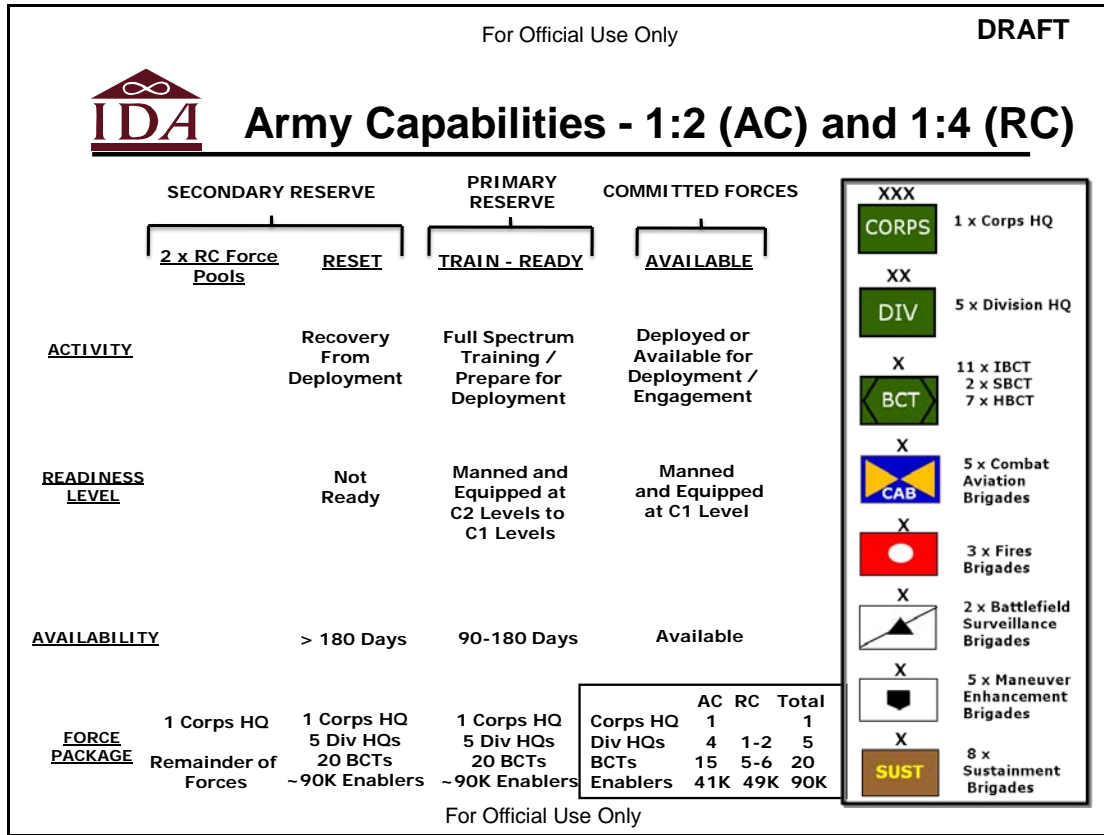 For Official Use Only
DRAFT
IDA
Army Capabilities - 1:2 (AC) and 1:4 (RC)
SECONDARY RESERVE
PRIMARY
RESERVE
COMMITTED FORCES
2 x RC Force
Pools
RESET
TRAIN - READY
AVAILABLE
ACTIVITY
Recovery
From
Deployment
Full Spectrum
Training /
Prepare for
Deployment
Deployed or
Available for
Deployment /
Engagement
READINESS
LEVEL
Not
Ready
Manned and
Equipped at
C2 Levels to
C1 Levels
Manned
and Equipped
at C1 Level
AVAILABILITY
> 180 Days
90-180 Days
Available
FORCE
PACKAGE
1 Corps HQ
Remainder of
Forces
1 Corps HQ
5 Div HQs
20 BCTs
~90K Enablers
1 Corps HQ
5 Div HQs
20 BCTs
~90K Enablers
AC RC Total
Corps HQ 1 1
Div HQs 4 1-2 5
BCTs 15 5-6 20
Enablers 41K 49K 90K
XXX
CORPS
1 x Corps HQ
XX
DIV
5 x Division HQ
X
BCT
11 x IBCT
2 x SBCT
7 x HBCT
X
CAB
5 x Combat
Aviation
Brigades
X
3 x Fires
Brigades
X
2 x Battlefield
Surveillance
Brigades
X
5 x Maneuver
Enhancement
Brigades
X
SUST
8 x
Sustainment
Brigades
For Official Use Only